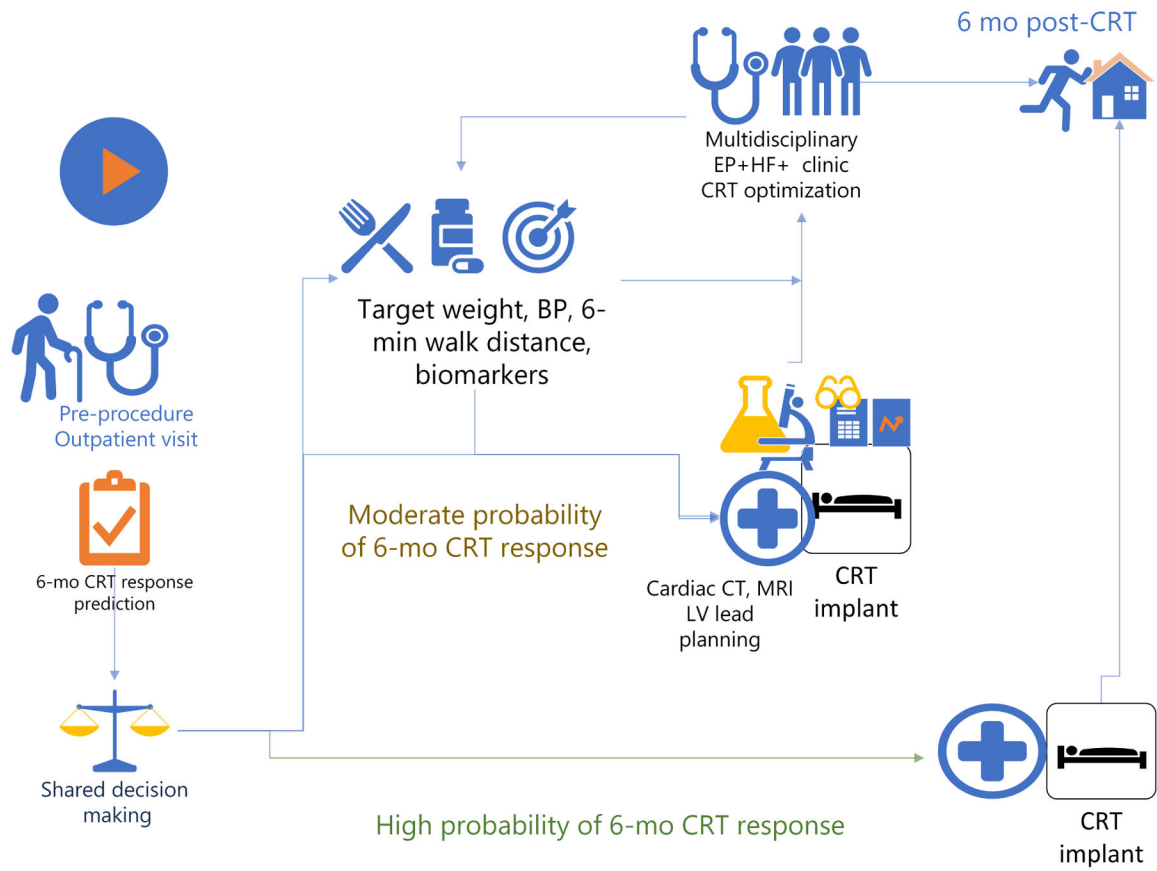 6 mo post-CRT
Multidisciplinary
EP+HF+ clinic
CRT optimization
Target weight, BP, 6-
min walk distance,
biomarkers
Pre-procedure
Outpatient visit
6-mo CRT response
prediction
Moderate probability
of 6-mo CRT response
Cardiac CT, MRI
LV lead
planning
CRT
implant
Shared decision
making
High probability of 6-mo CRT response
CRT
implant